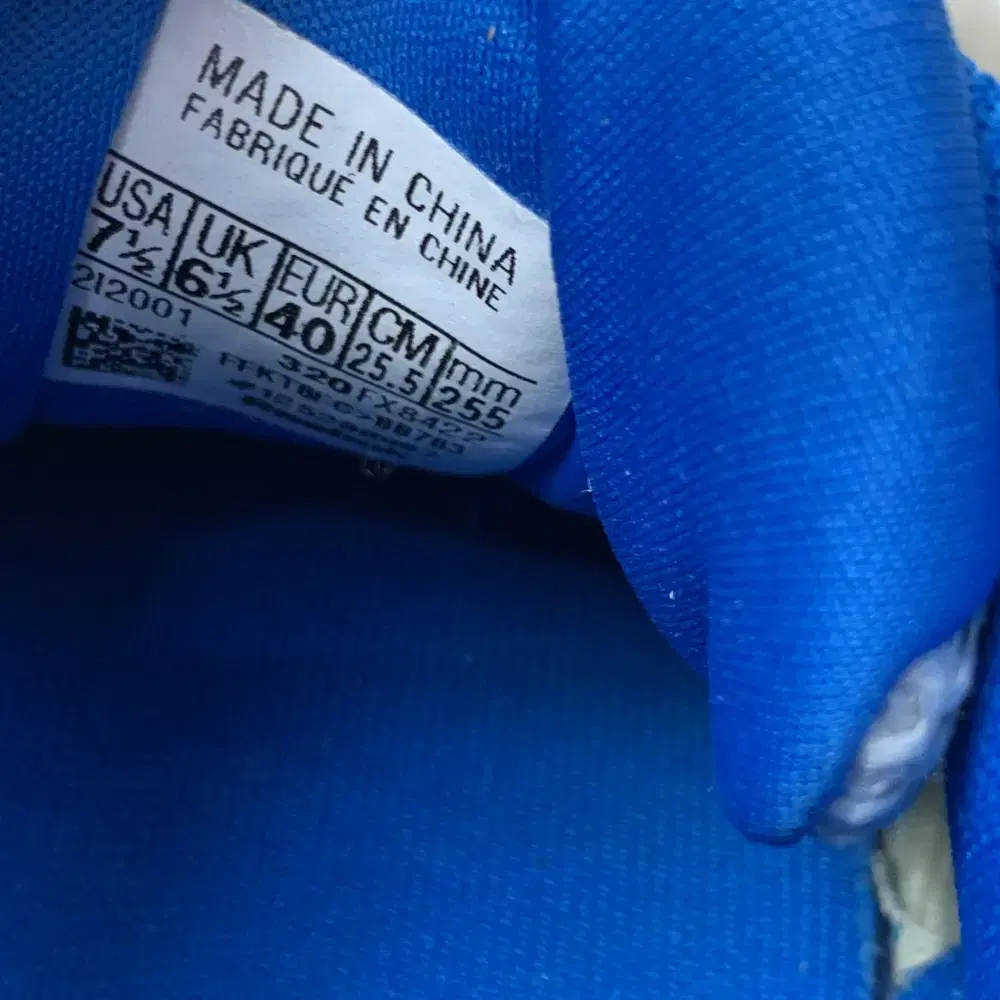 MADE IN CHINA
FABRIQUÉ EN CHINE
USA UK EUR CM mm
7½ 6½ 40 25.5 255
212001
320 FX8422